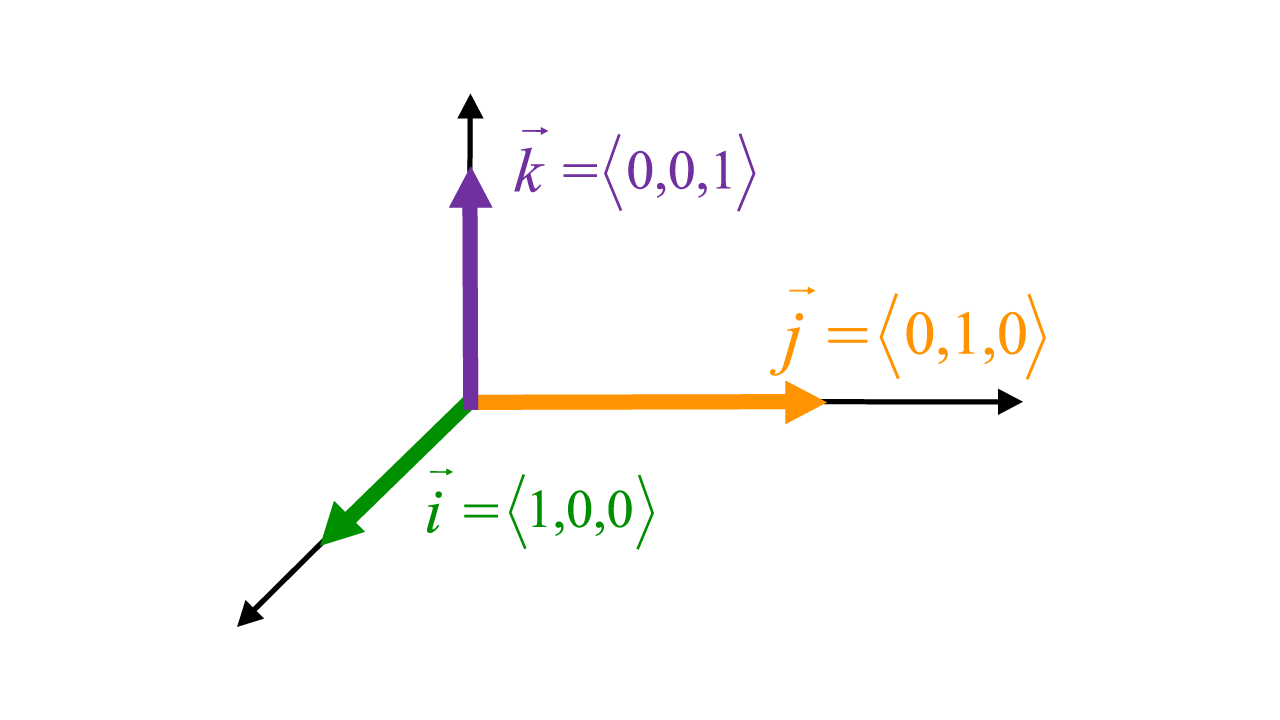 k⃗ =⟨0,0,1⟩
j⃗ =⟨0,1,0⟩
i⃗ =⟨1,0,0⟩